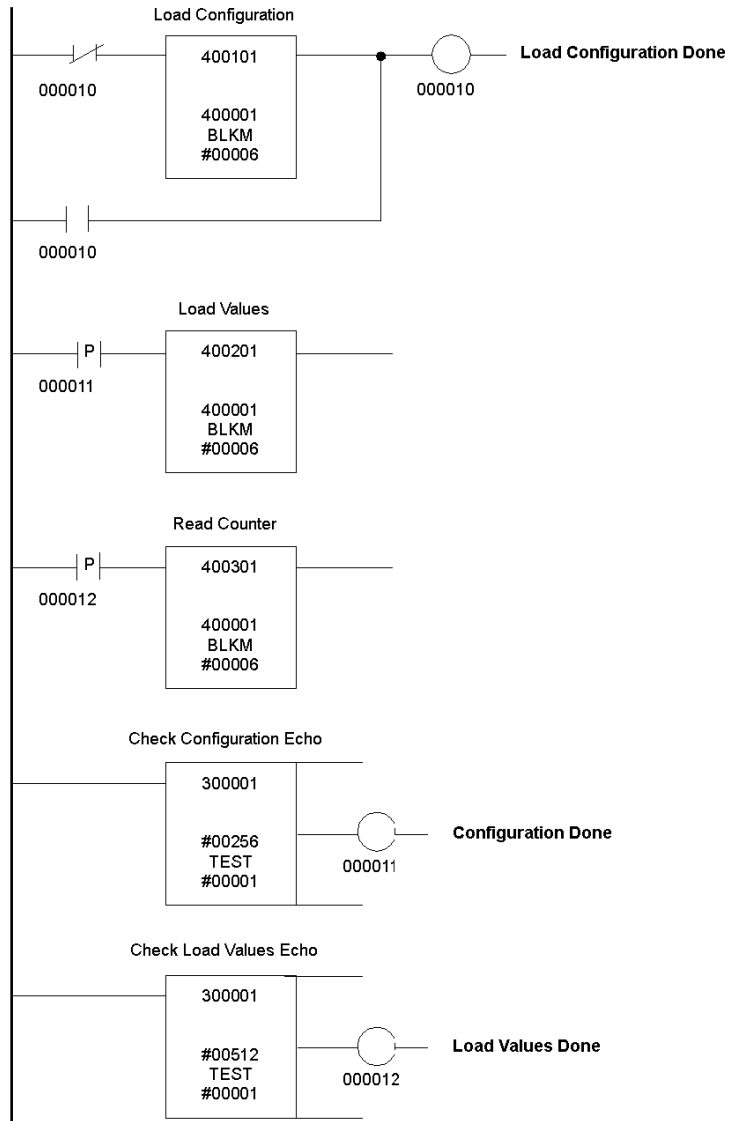 Load Configuration
400101
Load Configuration Done
000010
000010
400001
BLKM
#00006
000010
Load Values
P
400201
000011
400001
BLKM
#00006
Read Counter
P
400301
000012
400001
BLKM
#00006
Check Configuration Echo
300001
#00256
TEST
#00001
Configuration Done
000011
Check Load Values Echo
300001
#00512
TEST
#00001
Load Values Done
000012